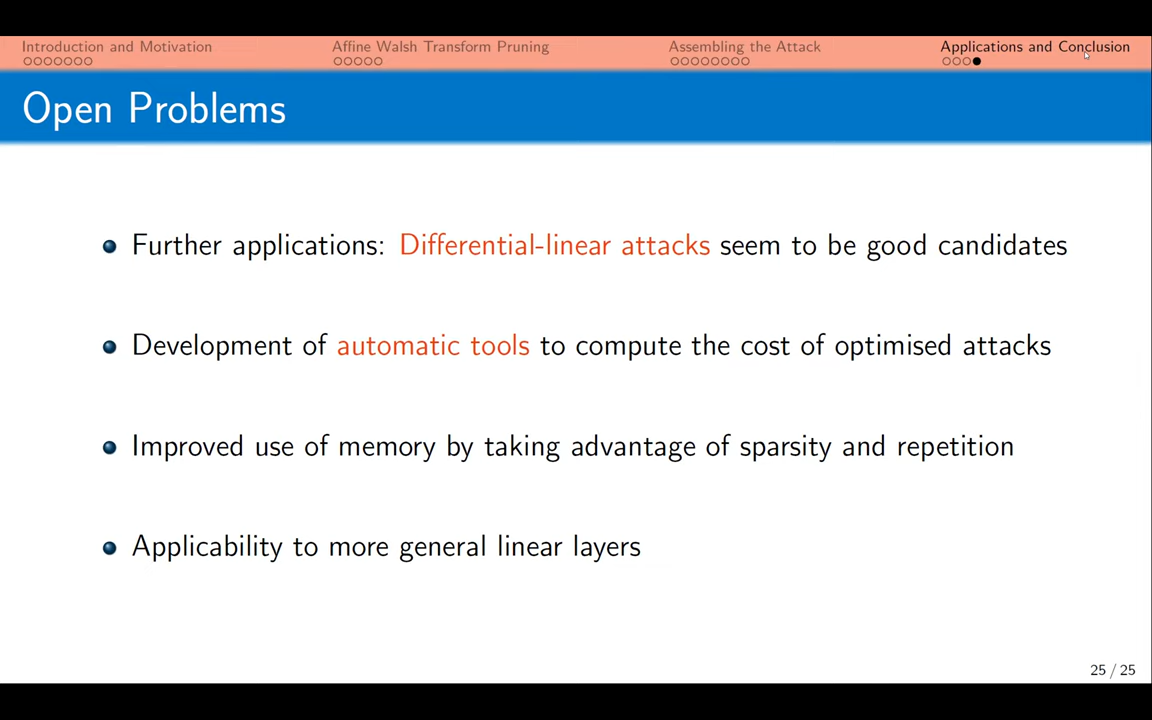 Introduction and Motivation
Affine Walsh Transform Pruning
Assembling the Attack
Applications and Conclusion
Open Problems
Further applications: Differential-linear attacks seem to be good candidates
Development of automatic tools to compute the cost of optimised attacks
Improved use of memory by taking advantage of sparsity and repetition
Applicability to more general linear layers
25 / 25